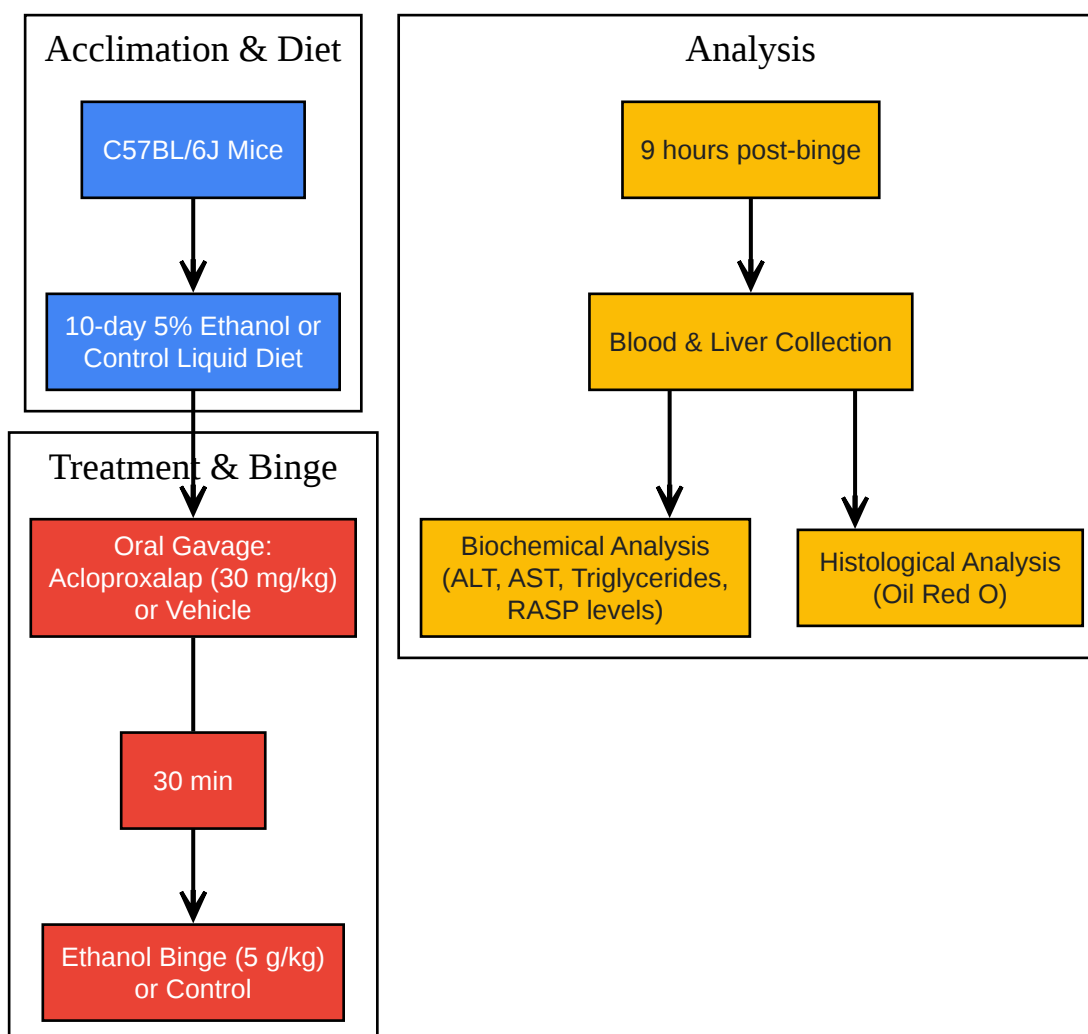 Acclimation & Diet
C57BL/6J Mice
10-day 5% Ethanol or
Control Liquid Diet
Treatment & Binge
Oral Gavage:
Acloproxalap (30 mg/kg)
or Vehicle
30 min
Ethanol Binge (5 g/kg)
or Control
Analysis
9 hours post-binge
Blood & Liver Collection
Biochemical Analysis
(ALT, AST, Triglycerides,
RASP levels)
Histological Analysis
(Oil Red O)